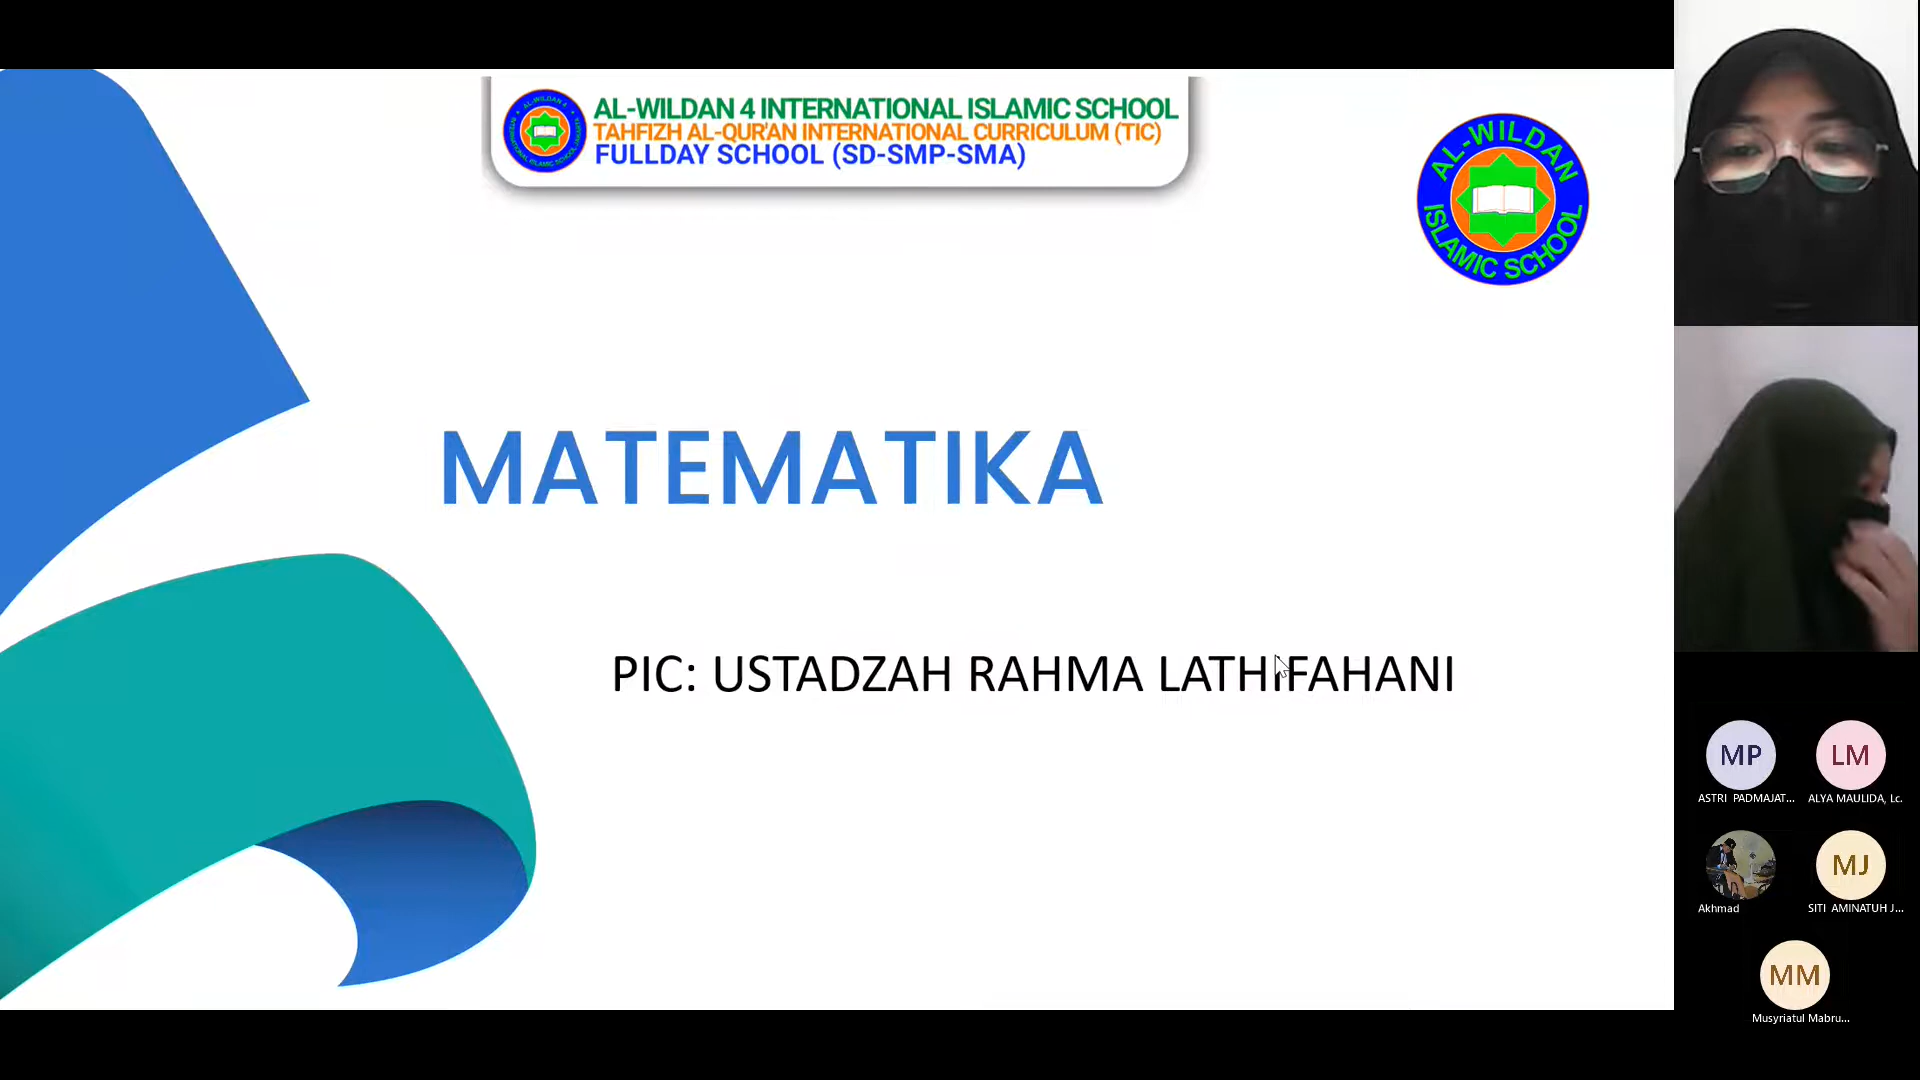 AL-WILDAN 4 INTERNATIONAL ISLAMIC SCHOOL
TAHFIZH AL-QUR'AN INTERNATIONAL CURRICULUM (TIC)
FULLDAY SCHOOL (SD-SMP-SMA)
AL-WILDAN
ISLAMIC SCHOOL
MATEMATIKA
PIC: USTADZAH RAHMA LATHIFAHANI
MP
ASTRI PADMAJAT...
LM
ALYA MAULIDA, Lc.
Akhmad
MJ
SITI AMINATUH J...
MM
Musyriatul Mabru...